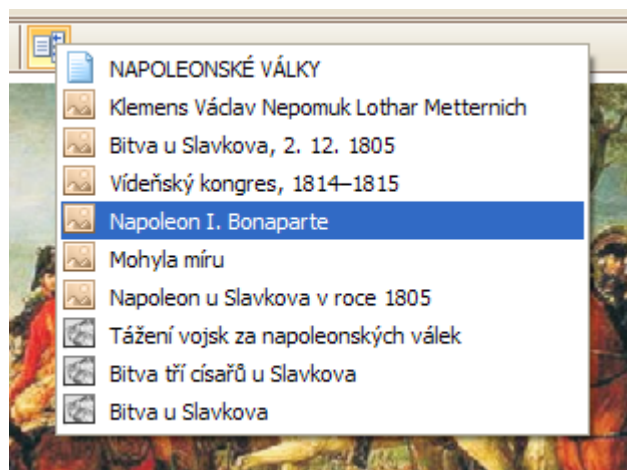 NAPOLEONSKÉ VÁLKY
Klemens Václav Nepomuk Lothar Metternich
Bitva u Slavkova, 2. 12. 1805
Vídeňský kongres, 1814–1815
Napoleon I. Bonaparte
Mohyla míru
Napoleon u Slavkova v roce 1805
Tážení vojsk za napoleonských válek
Bitva tří císařů u Slavkova
Bitva u Slavkova